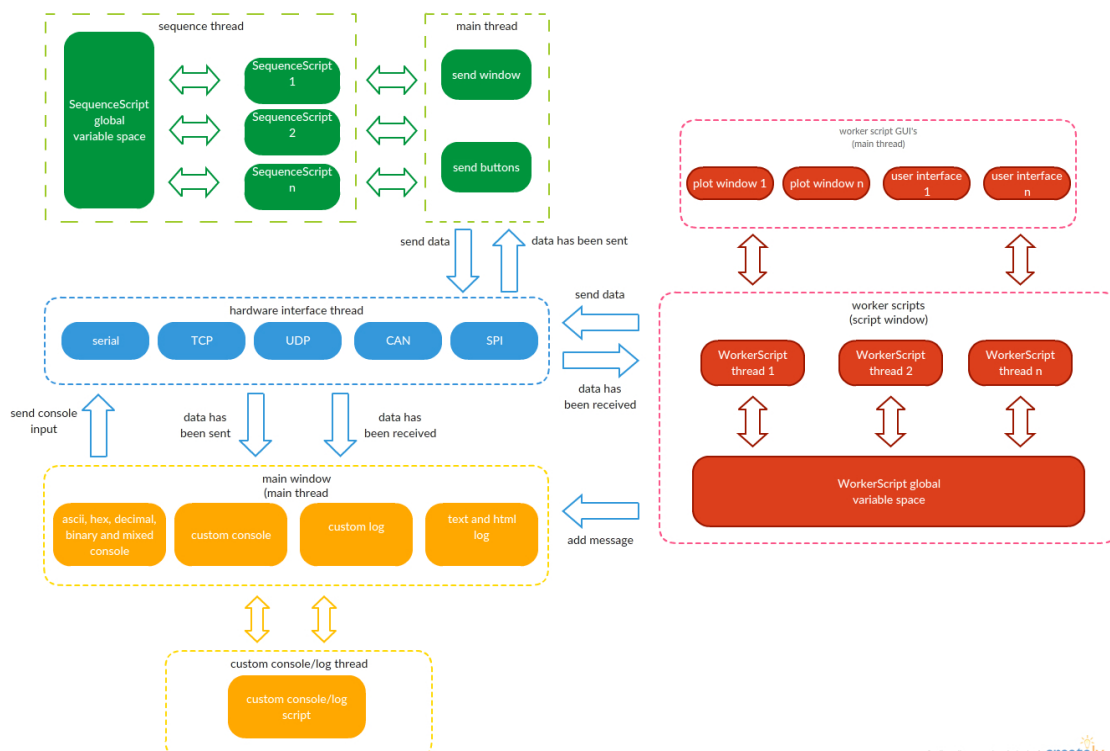 sequence thread
main thread
SequenceScript
global
variable space
SequenceScript
1
SequenceScript
2
SequenceScript
n
send window
send buttons
worker script GUI's
(main thread)
plot window 1
plot window n
user interface
1
user interface
n
send data
data has been sent
hardware interface thread
serial
TCP
UDP
CAN
SPI
send data
data has
been received
worker scripts
(script window)
WorkerScript
thread 1
WorkerScript
thread 2
WorkerScript
thread n
WorkerScript global
variable space
send console
input
data has
been sent
data has
been received
main window
(main thread
ascii, hex, decimal,
binary and mixed
console
custom console
custom log
text and html
log
add message
custom console/log thread
custom console/log
script